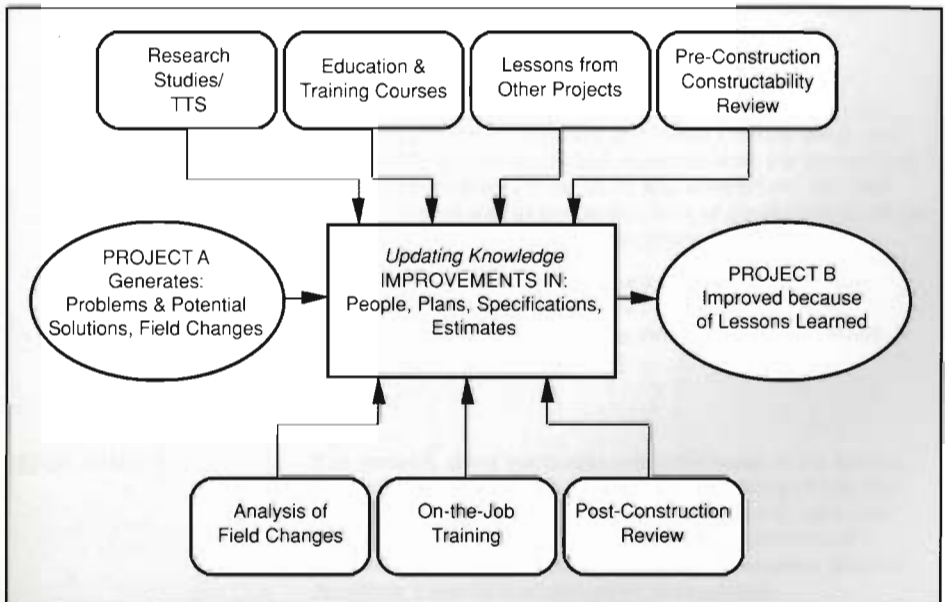 Research
Studies/
TTS
Education &
Training Courses
Lessons from
Other Projects
Pre-Construction
Constructability
Review
PROJECT A
Generates:
Problems & Potential
Solutions, Field Changes
Updating Knowledge
IMPROVEMENTS IN:
People, Plans, Specifications,
Estimates
PROJECT B
Improved because
of Lessons Learned
Analysis of
Field Changes
On-the-Job
Training
Post-Construction
Review